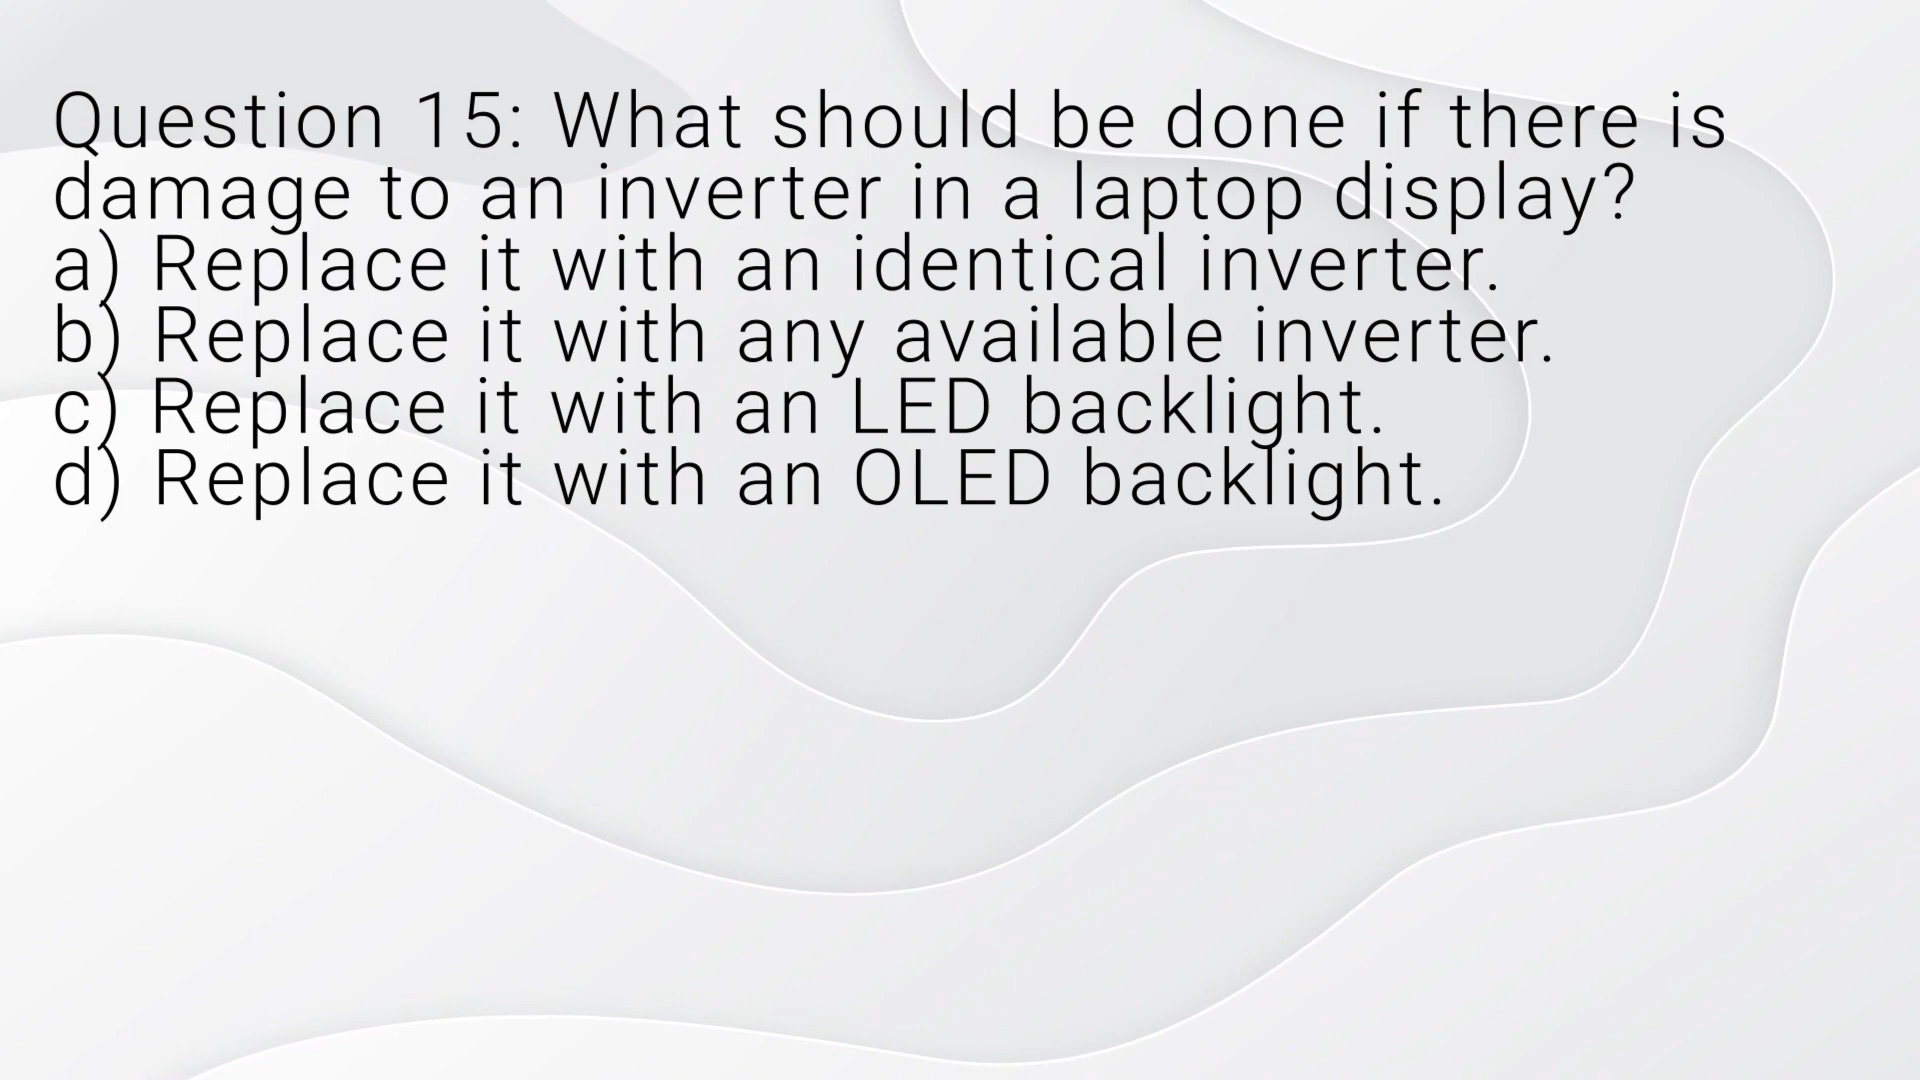 Question 15: What should be done if there is
damage to an inverter in a laptop display?
a) Replace it with an identical inverter.
b) Replace it with any available inverter.
c) Replace it with an LED backlight.
d) Replace it with an OLED backlight.